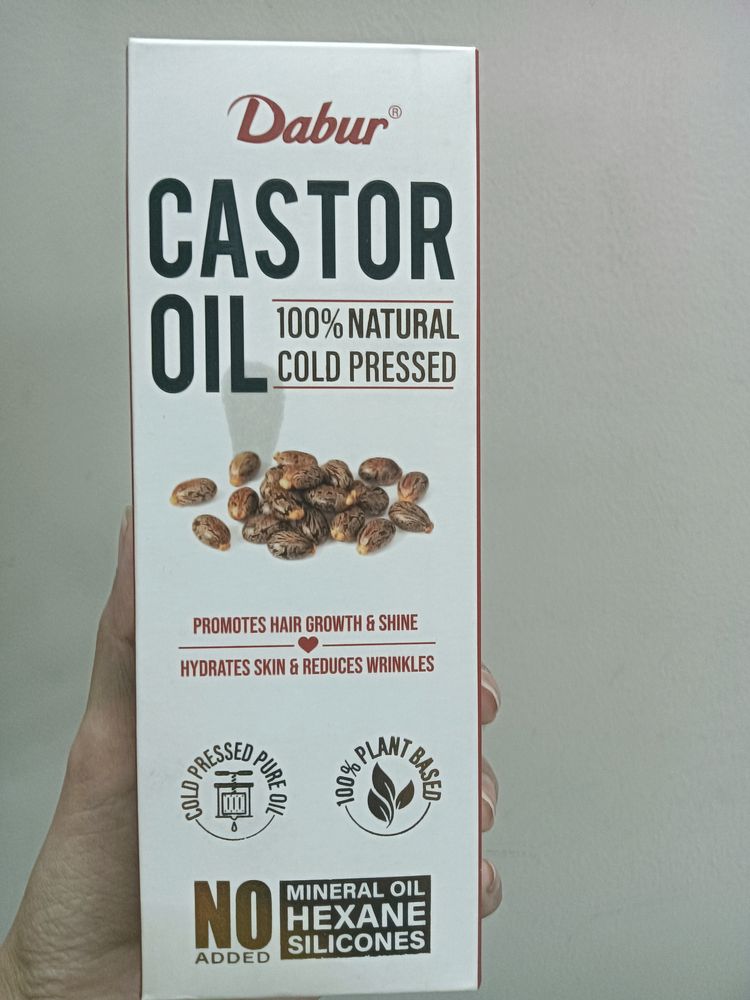 Dabur®
CASTOR
OIL
100% NATURAL
COLD PRESSED
PROMOTES HAIR GROWTH & SHINE
HYDRATES SKIN & REDUCES WRINKLES
COLD PRESSED PURE OIL
100% PLANT BASED
NO
ADDED
MINERAL OIL
HEXANE
SILICONES